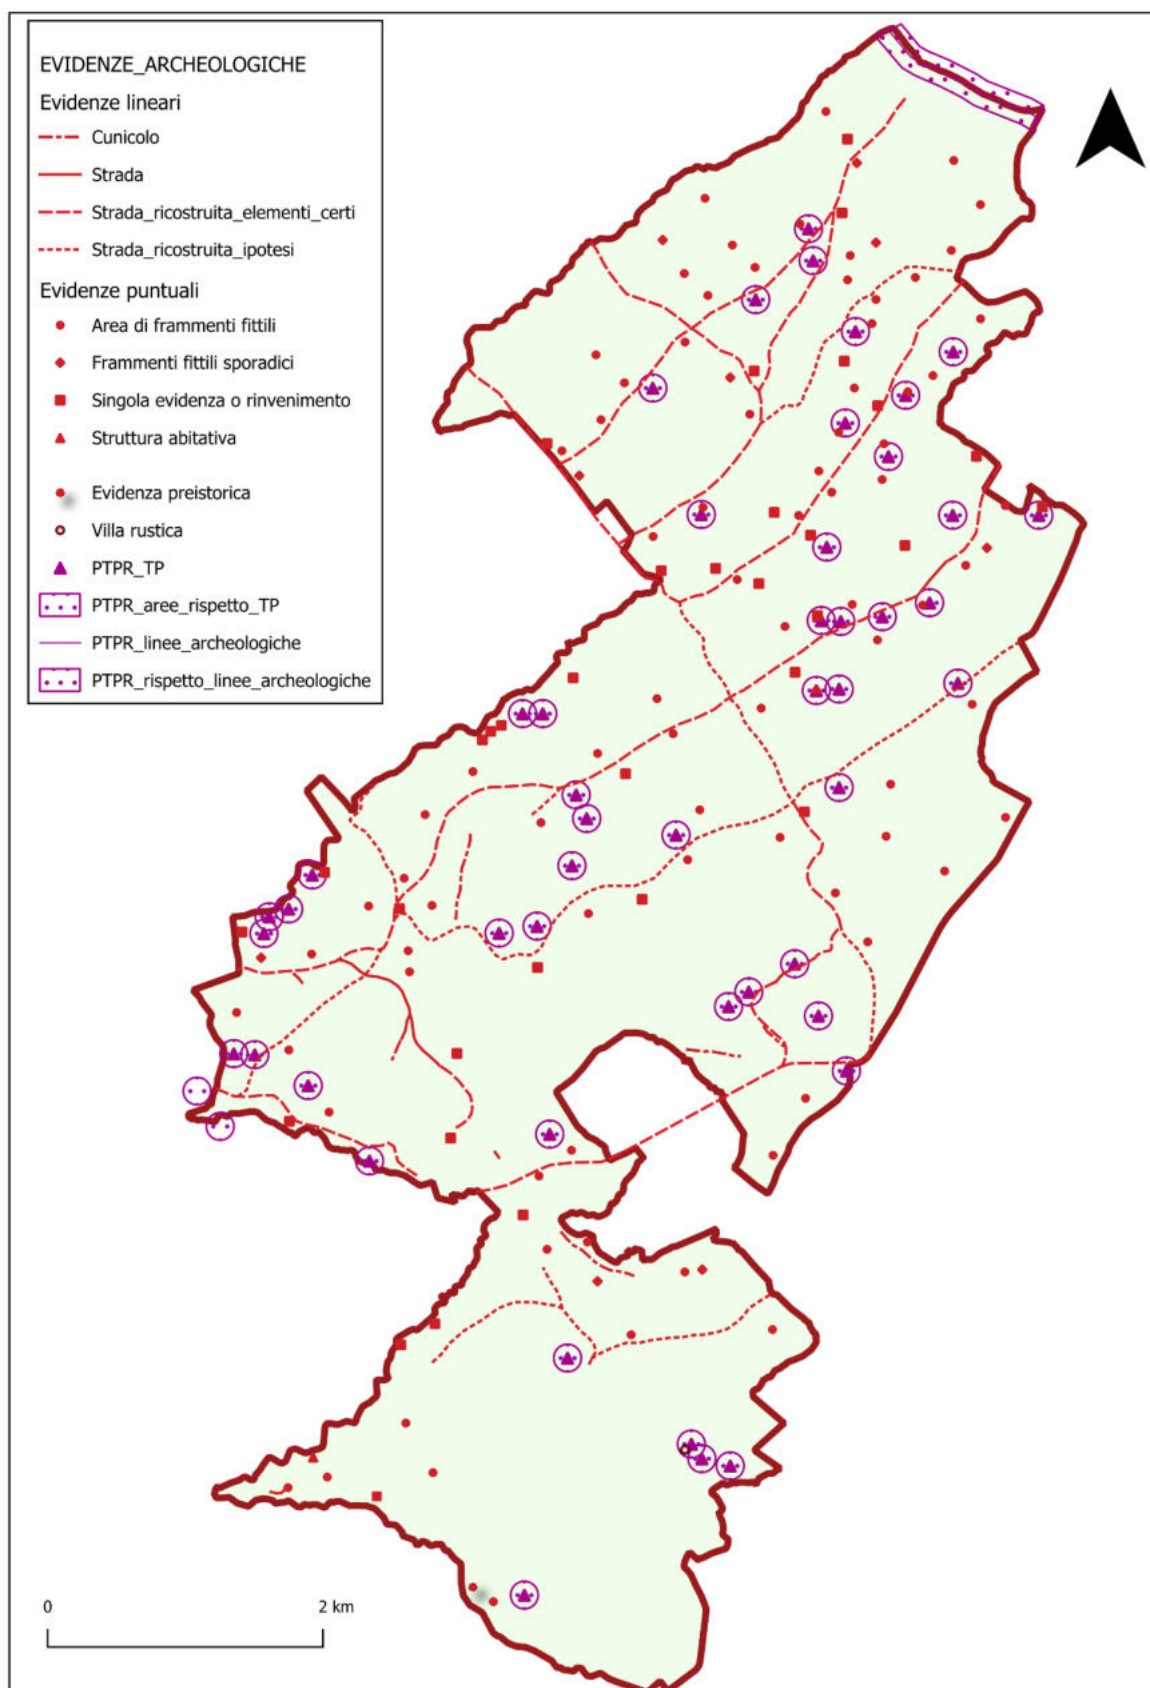 EVIDENZE_ARCHEOLOGICHE
Evidenze lineari
Cunicolo
Strada
Strada_ricostruita_elementi_certi
Strada_ricostruita_ipotesi
Evidenze puntuali
Area di frammenti fittili
Frammenti fittili sporadici
Singola evidenza o rinvenimento
Struttura abitativa
Evidenza preistorica
Villa rustica
PTPR_TP
PTPR_aree_rispetto_TP
PTPR_linee_archeologiche
PTPR_rispetto_linee_archeologiche
0 2 km